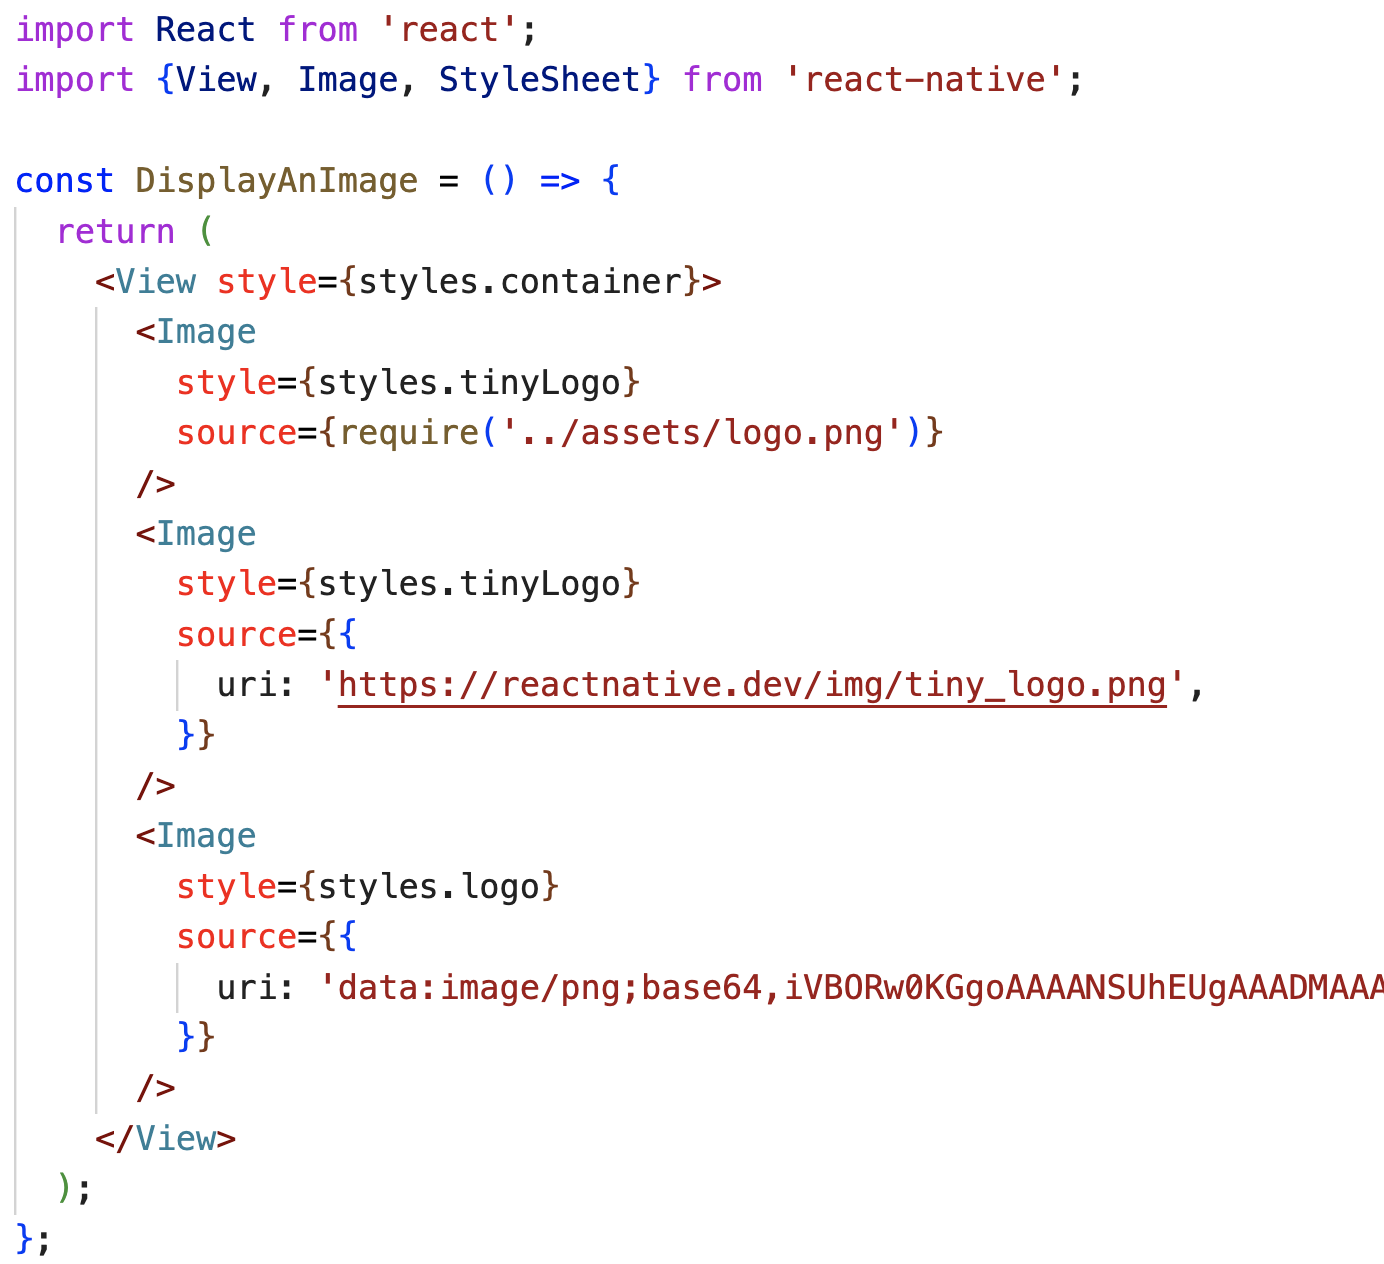 import React from 'react';
import {View, Image, StyleSheet} from 'react-native';

const DisplayAnImage = () => {
  return (
    <View style={styles.container}>
      <Image
        style={styles.tinyLogo}
        source={require('../assets/logo.png')}
      />
      <Image
        style={styles.tinyLogo}
        source={{
          uri: 'https://reactnative.dev/img/tiny_logo.png',
        }}
      />
      <Image
        style={styles.logo}
        source={{
          uri: 'data:image/png;base64,iVBORw0KGgoAAAANSUhEUgAAADMAAA
        }}
      />
    </View>
  );
};